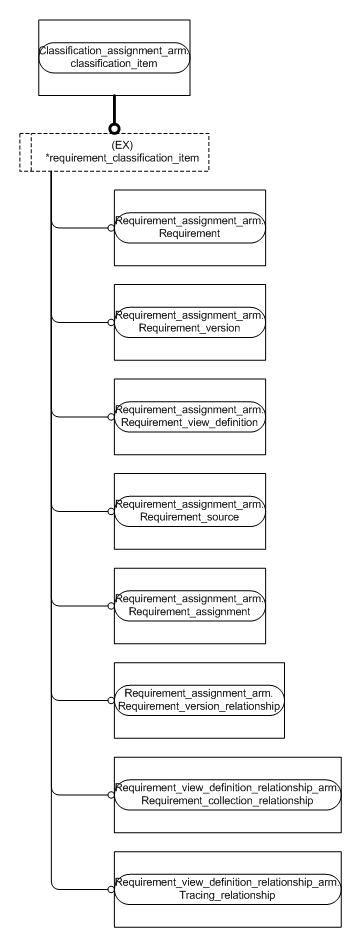 Classification_assignment_arm.
classification_item
(EX)
*requirement_classification_item
Requirement_assignment_arm.
Requirement
Requirement_assignment_arm.
Requirement_version
Requirement_assignment_arm.
Requirement_view_definition
Requirement_assignment_arm.
Requirement_source
Requirement_assignment_arm.
Requirement_assignment
Requirement_assignment_arm.
Requirement_version_relationship
Requirement_view_definition_relationship_arm.
Requirement_collection_relationship
Requirement_view_definition_relationship_arm.
Tracing_relationship